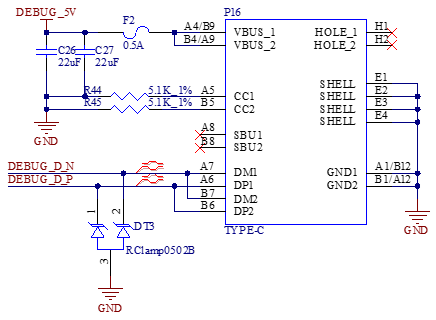 DEBUG_5V
F2
0.5A
C26
22uF
C27
22uF
R44
5.1K_1%
R45
5.1K_1%
GND
DEBUG_D_N
DEBUG_D_P
1
2
3
DT3
RClamp0502B
GND
P16
A4/B9
B4/A9
A5
B5
A8
B8
A7
A6
B7
B6
VBUS_1
VBUS_2
CC1
CC2
SBU1
SBU2
DM1
DP1
DM2
DP2
HOLE_1
HOLE_2
SHELL
SHELL
SHELL
SHELL
GND1
GND2
H1
H2
E1
E2
E3
E4
A1/B12
B1/A12
TYPE-C
GND